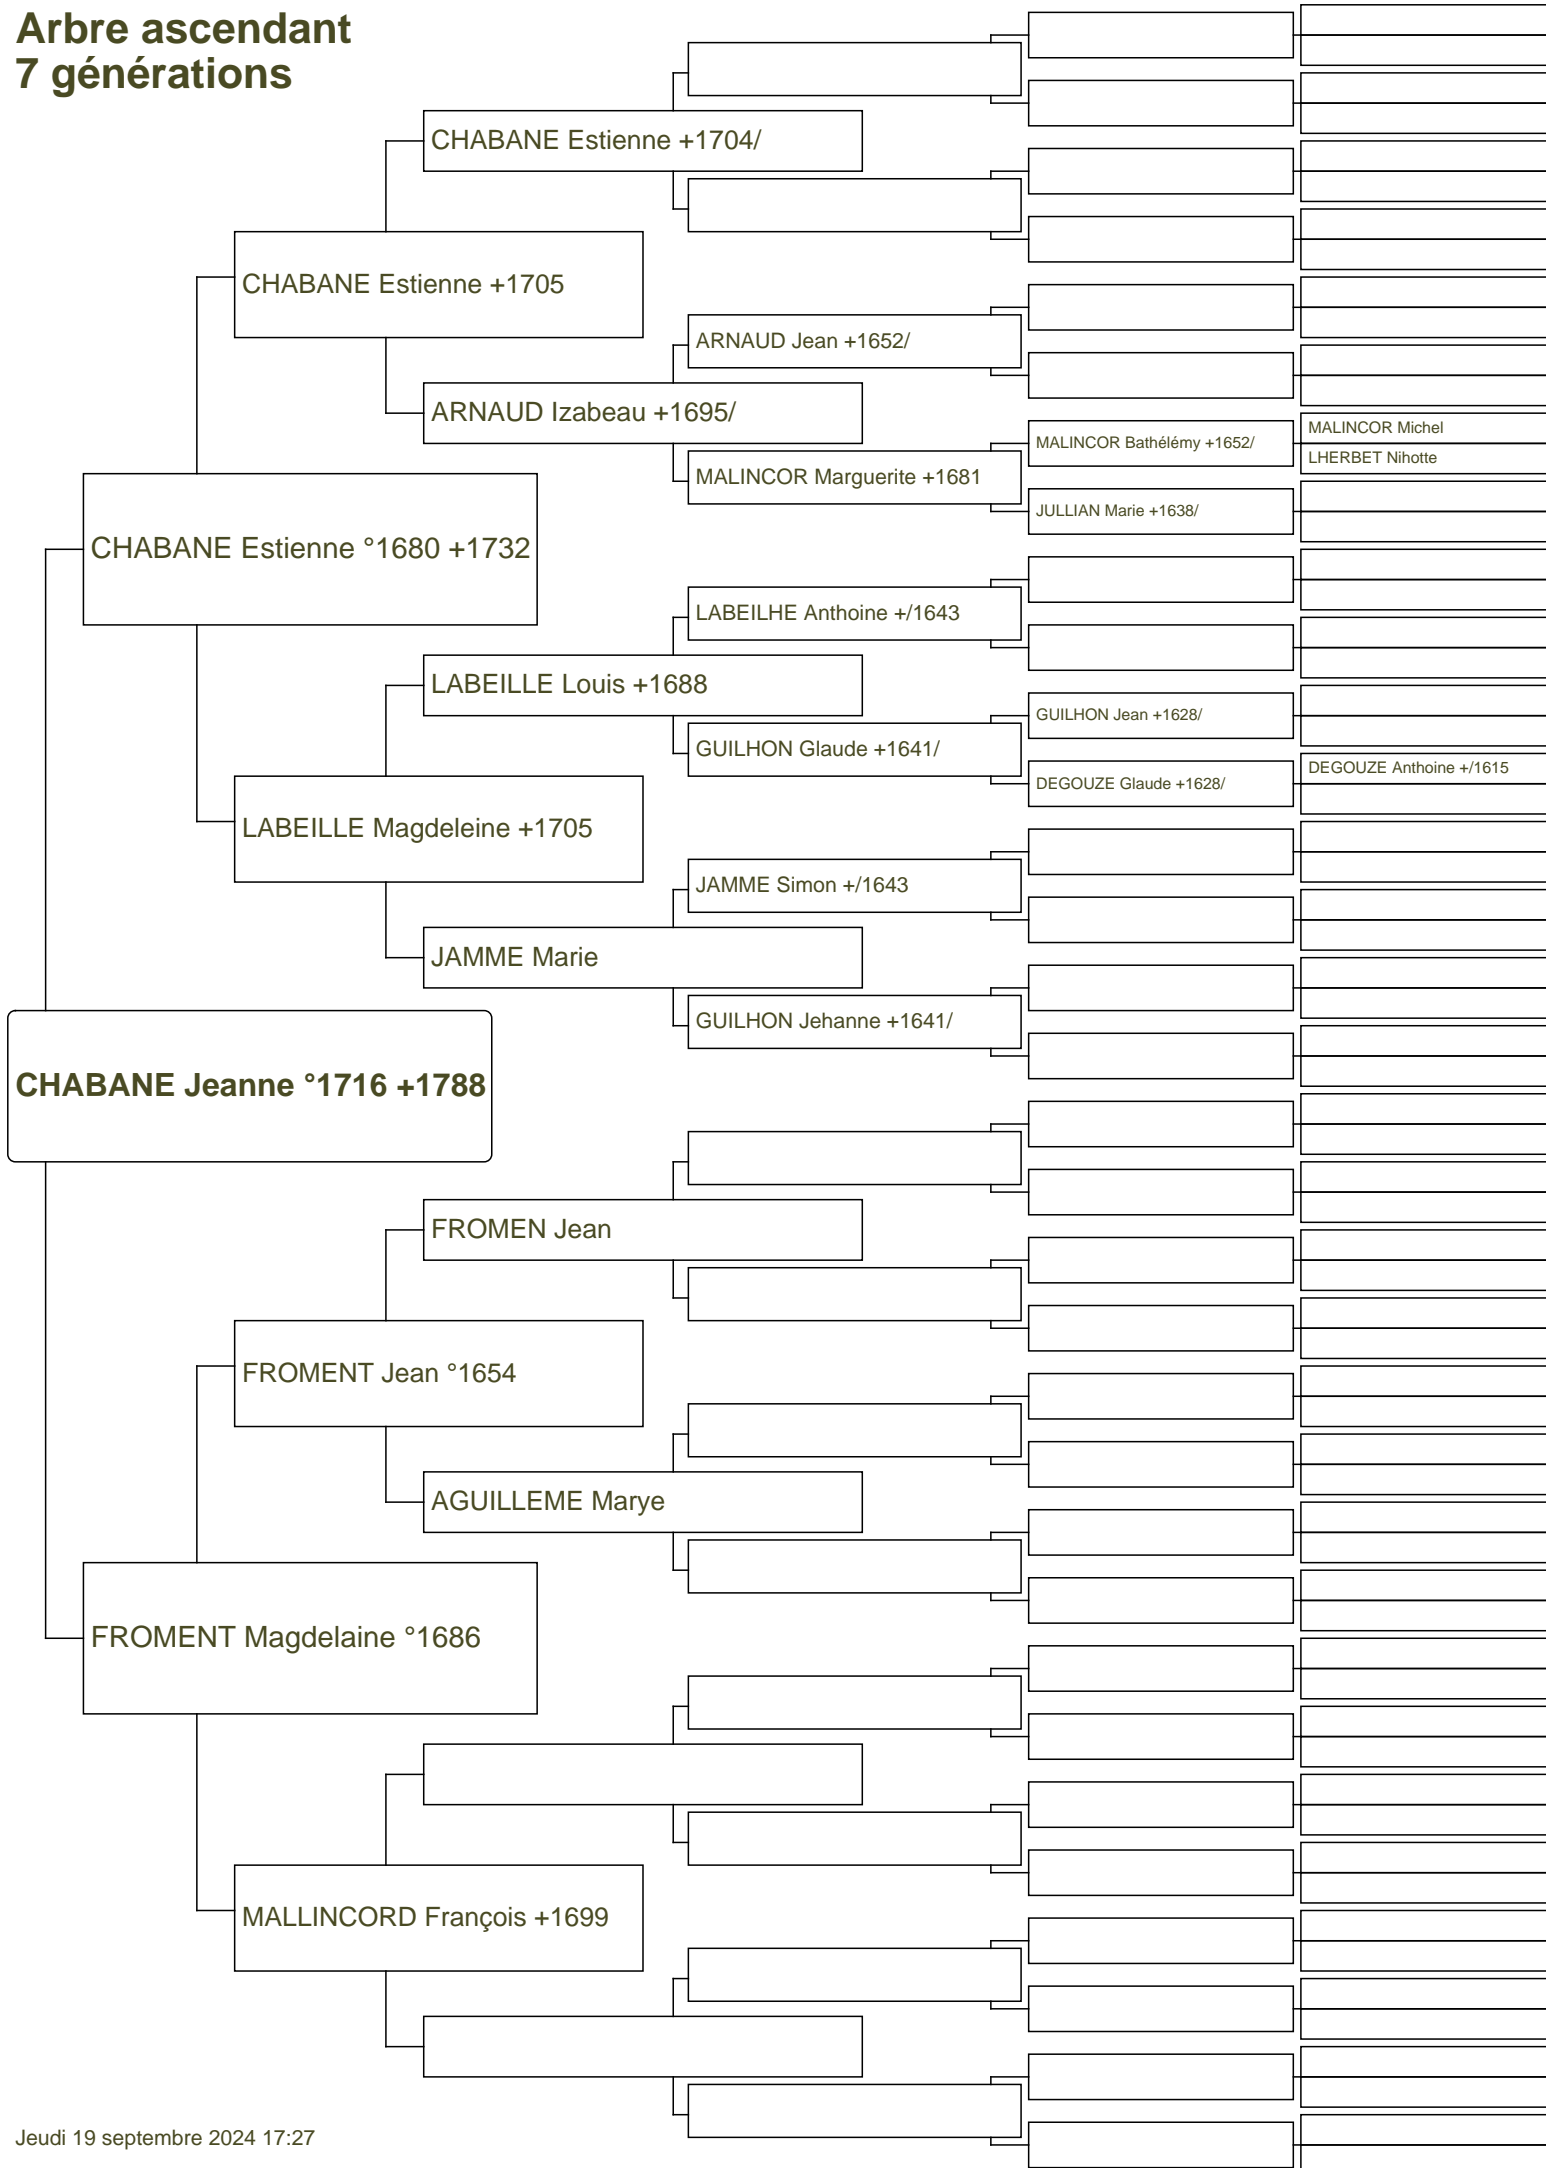 Arbre ascendant
7 générations
CHABANE Estienne +1704/
CHABANE Estienne +1705
ARNAUD Jean +1652/
ARNAUD Izabeau +1695/
MALINCOR Michel
MALINCOR Bathélémy +1652/
LHERBET Nihotte
MALINCOR Marguerite +1681
JULLIAN Marie +1638/
CHABANE Estienne °1680 +1732
LABEILHE Anthoine +/1643
LABEILLE Louis +1688
GUILHON Jean +1628/
GUILHON Glaude +1641/
DEGOUZE Anthoine +/1615
DEGOUZE Glaude +1628/
LABEILLE Magdeleine +1705
JAMME Simon +/1643
JAMME Marie
GUILHON Jehanne +1641/
CHABANE Jeanne °1716 +1788
FROMEN Jean
FROMENT Jean °1654
AGUILLEME Marye
FROMENT Magdelaine °1686
MALLINCORD François +1699
Jeudi 19 septembre 2024 17:27